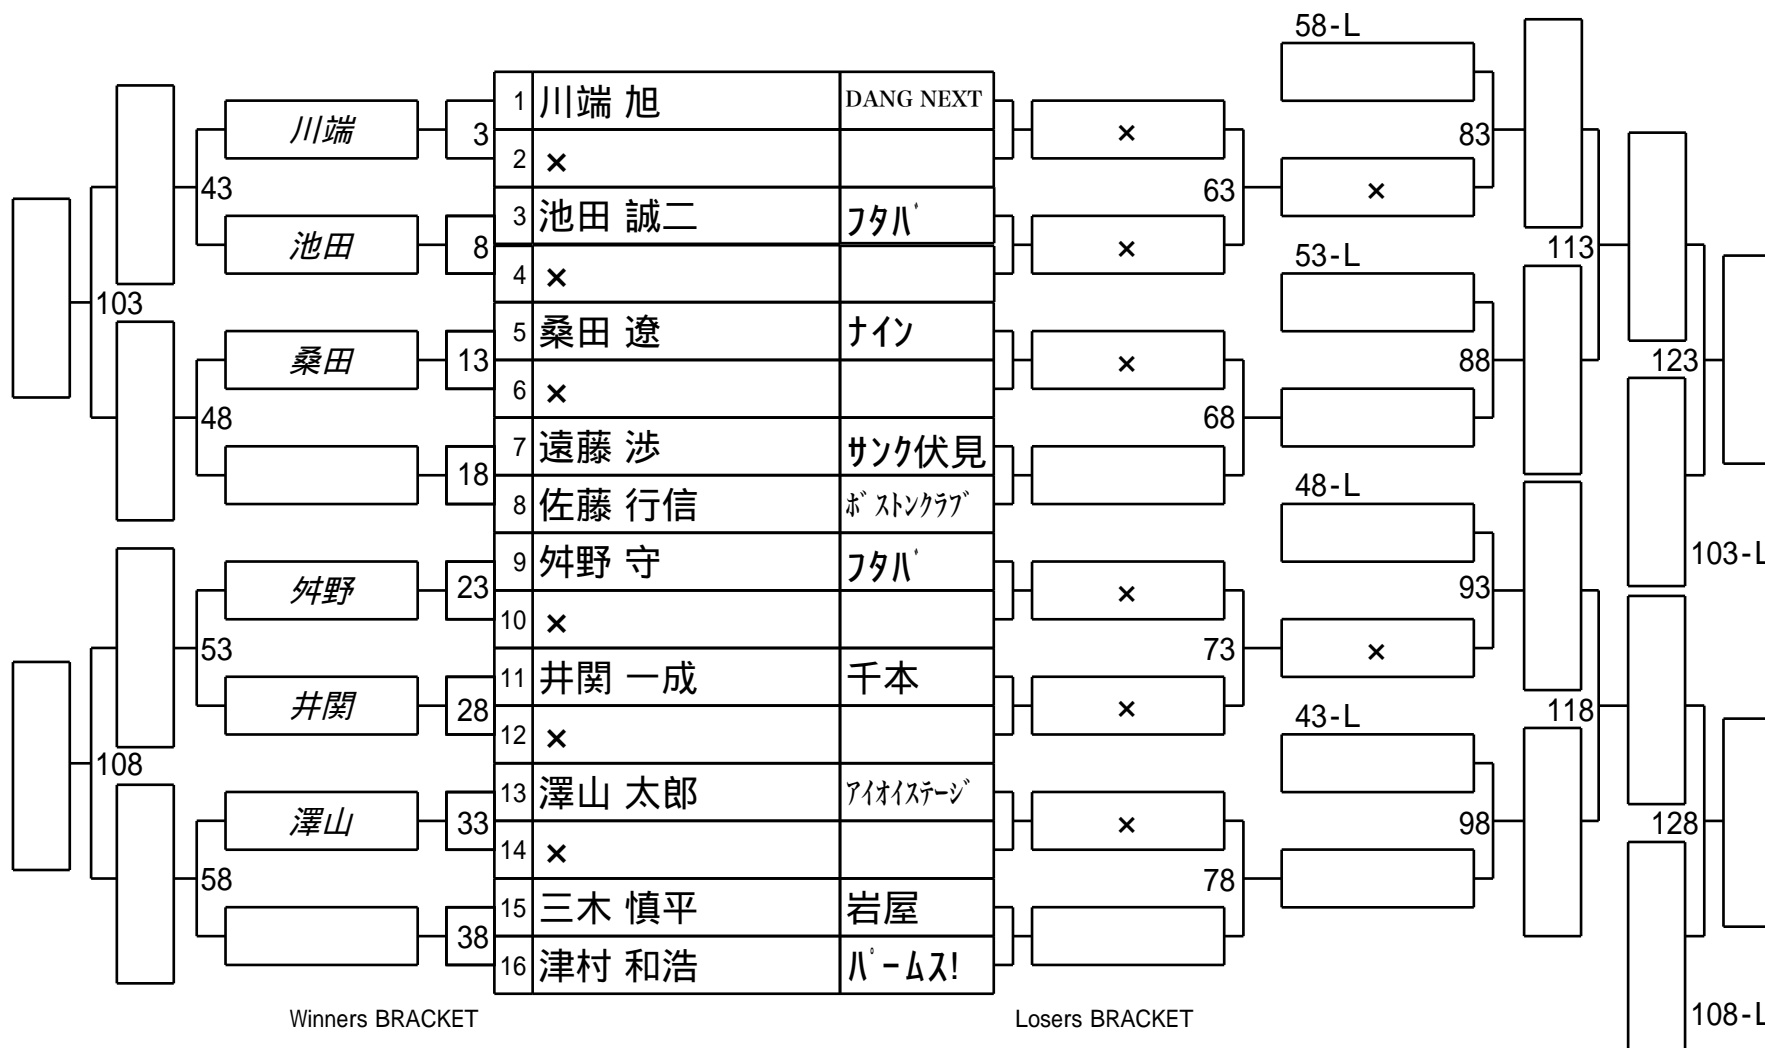 58-L
1 川端 旭 DANG NEXT
川端 3 × 83
2 ×
43 63 ×
3 池田 誠二 フタバ
池田 8 × 113
4 × 53-L
103
5 桑田 遼 ナイン
桑田 13 × 88 123
6 ×
48 68
7 遠藤 渉 サンク伏見
18 48-L
8 佐藤 行信 ボストンクラブ
103-L
9 舛野 守 フタバ
舛野 23 × 93
10 ×
53 73 ×
11 井関 一成 千本
井関 28 × 43-L 118
12 ×
108
13 澤山 太郎 アイオイステージ
澤山 33 × 98 128
14 ×
58 78
15 三木 慎平 岩屋
38
16 津村 和浩 パームス!
108-L
Winners BRACKET Losers BRACKET